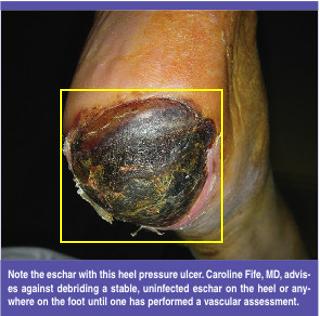 Note the eschar with this heel pressure ulcer. Caroline Fife, MD, advis-
es against debriding a stable, uninfected eschar on the heel or any-
where on the foot until one has performed a vascular assessment.